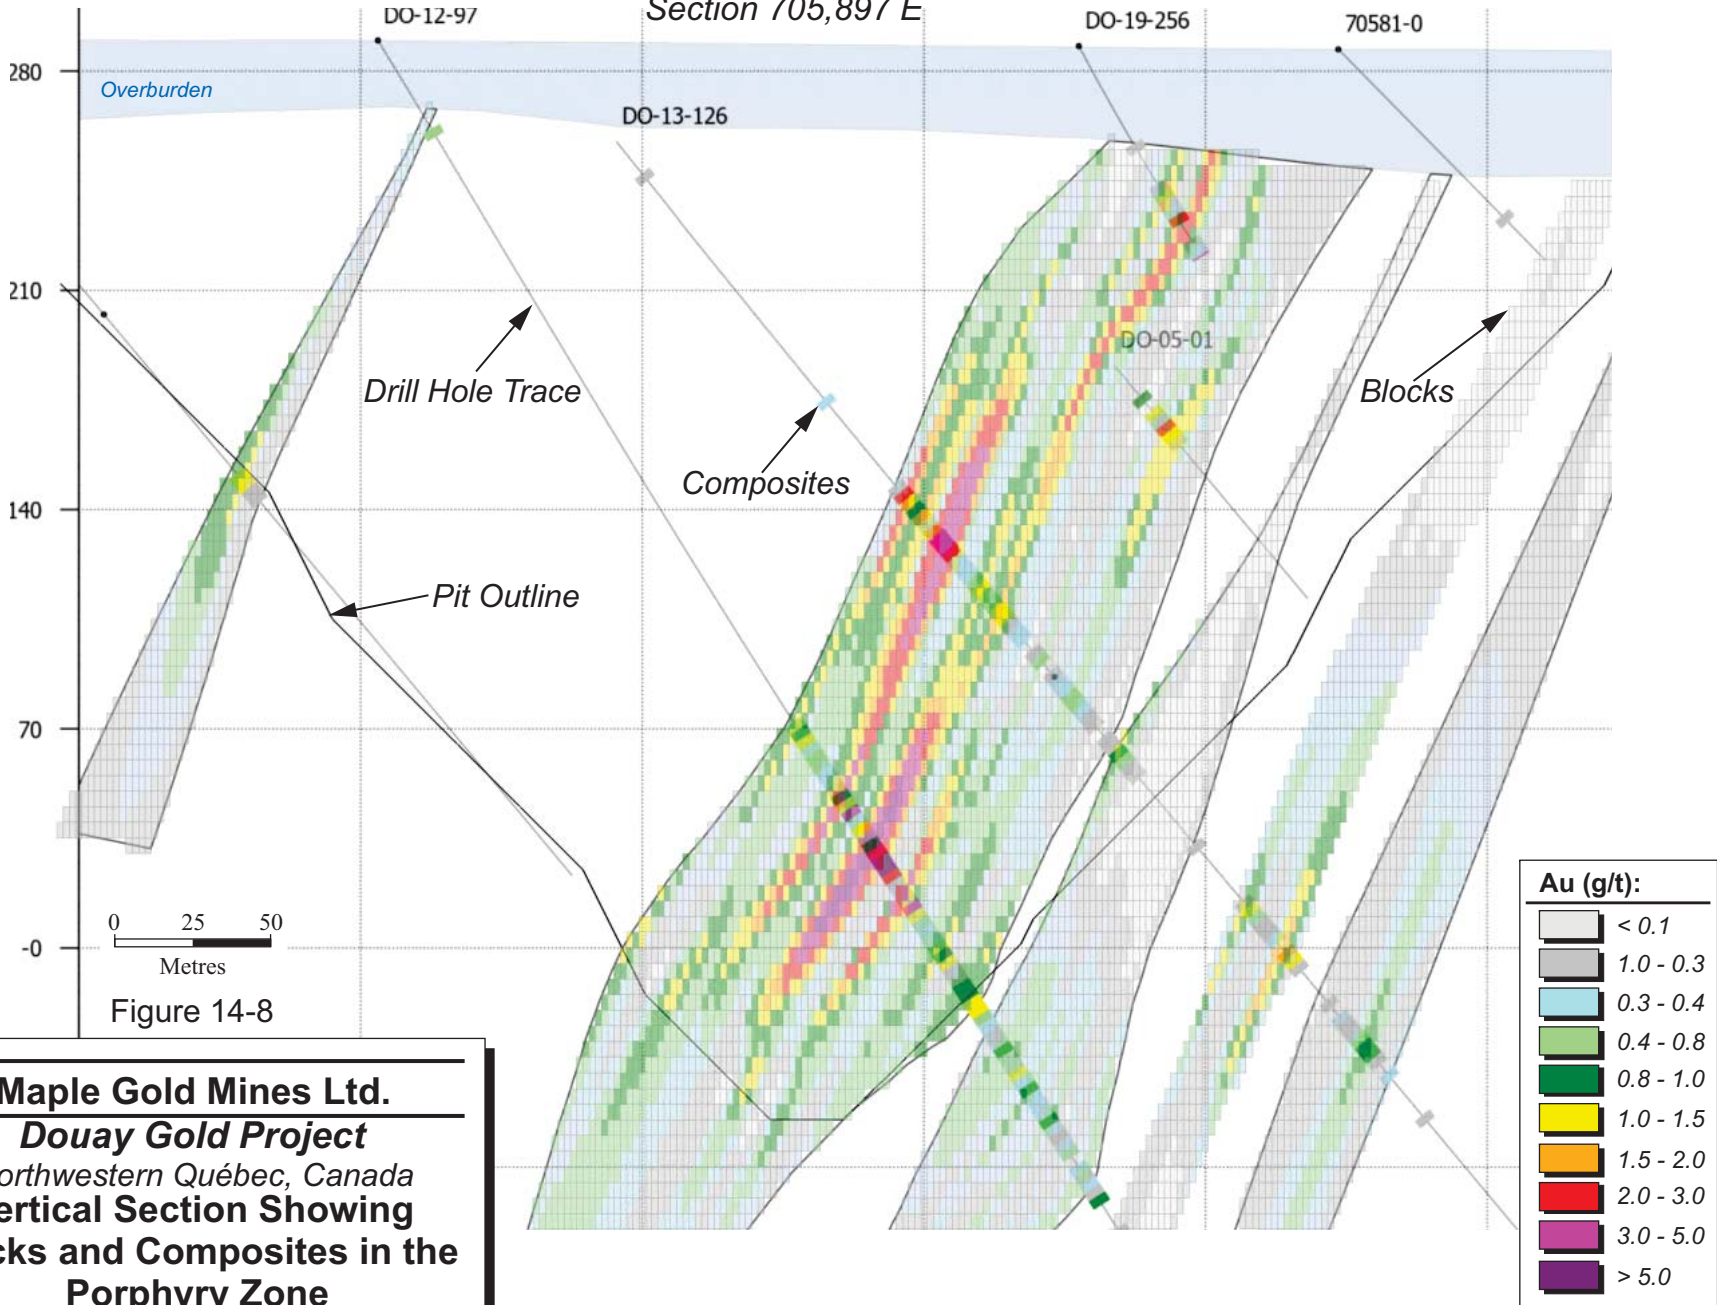 Section 705,897 E
DO-12-97
DO-19-256
70581-0
280
Overburden
DO-13-126
210
DO-05-01
Drill Hole Trace
Blocks
Composites
140
Pit Outline
70
Au (g/t):
< 0.1
1.0 - 0.3
0.3 - 0.4
0.4 - 0.8
0.8 - 1.0
1.0 - 1.5
1.5 - 2.0
2.0 - 3.0
3.0 - 5.0
> 5.0
0 25 50
Metres
-0
Figure 14-8
Maple Gold Mines Ltd.
Douay Gold Project
orthwestern Québec, Canada
ertical Section Showing
cks and Composites in the
Porphyry Zone